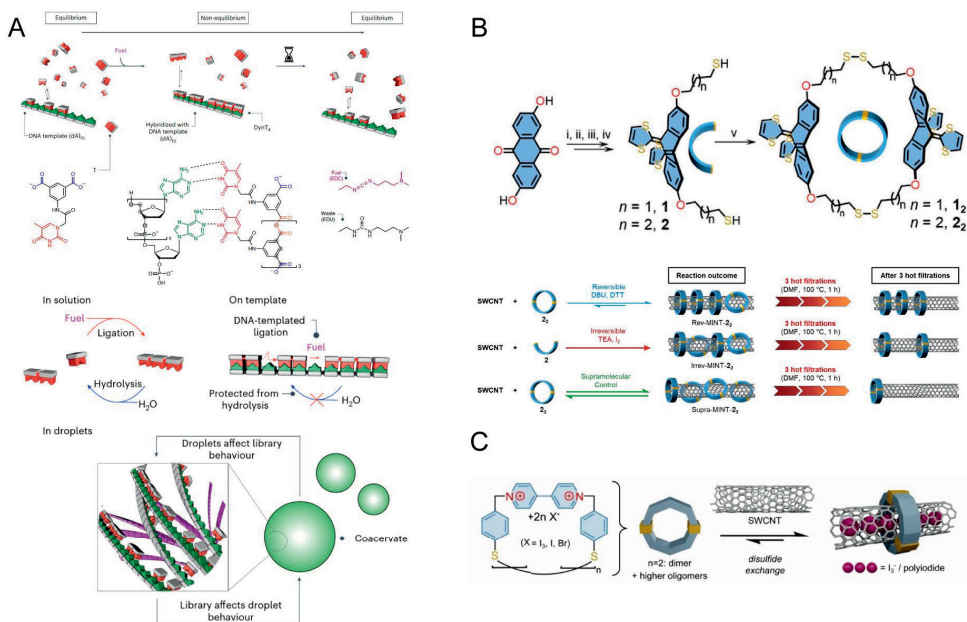 A
Equilibrium
Non-equilibrium
Equilibrium
Fuel
DNA template (dA)₁₀
Hybridized with
DNA template
(dA)₁₀
DynT₄
T
NH₂
Fuel
(EDC)
Waste
(EDU)
In solution
Fuel
Ligation
Hydrolysis
H₂O
On template
DNA-templated
ligation
Fuel
Protected from
hydrolysis
H₂O
In droplets
Droplets affect library
behaviour
Coacervate
Library affects droplet
behaviour
B
OH
O
O
HO
i, ii, iii, iv
SH
n = 1, 1
n = 2, 2
SH
v
n = 1, 1₂
n = 2, 2₂
Reaction outcome
After 3 hot filtrations
SWCNT +
2₂
Reversible
DBU, DTT
Rev-MINT-2₂
3 hot filtrations
(DMF, 100 °C, 1 h)
SWCNT +
2
Irreversible
TEA, I₂
Irrev-MINT-2₂
3 hot filtrations
(DMF, 100 °C, 1 h)
SWCNT +
2₂
Supramolecular
Control
Supra-MINT-2₂
3 hot filtrations
(DMF, 100 °C, 1 h)
C
+2n X⁻
(X = I₃, I, Br)
S
S
n
n=2: dimer
+ higher oligomers
SWCNT
disulfide
exchange
= I₃⁻ / polyiodide